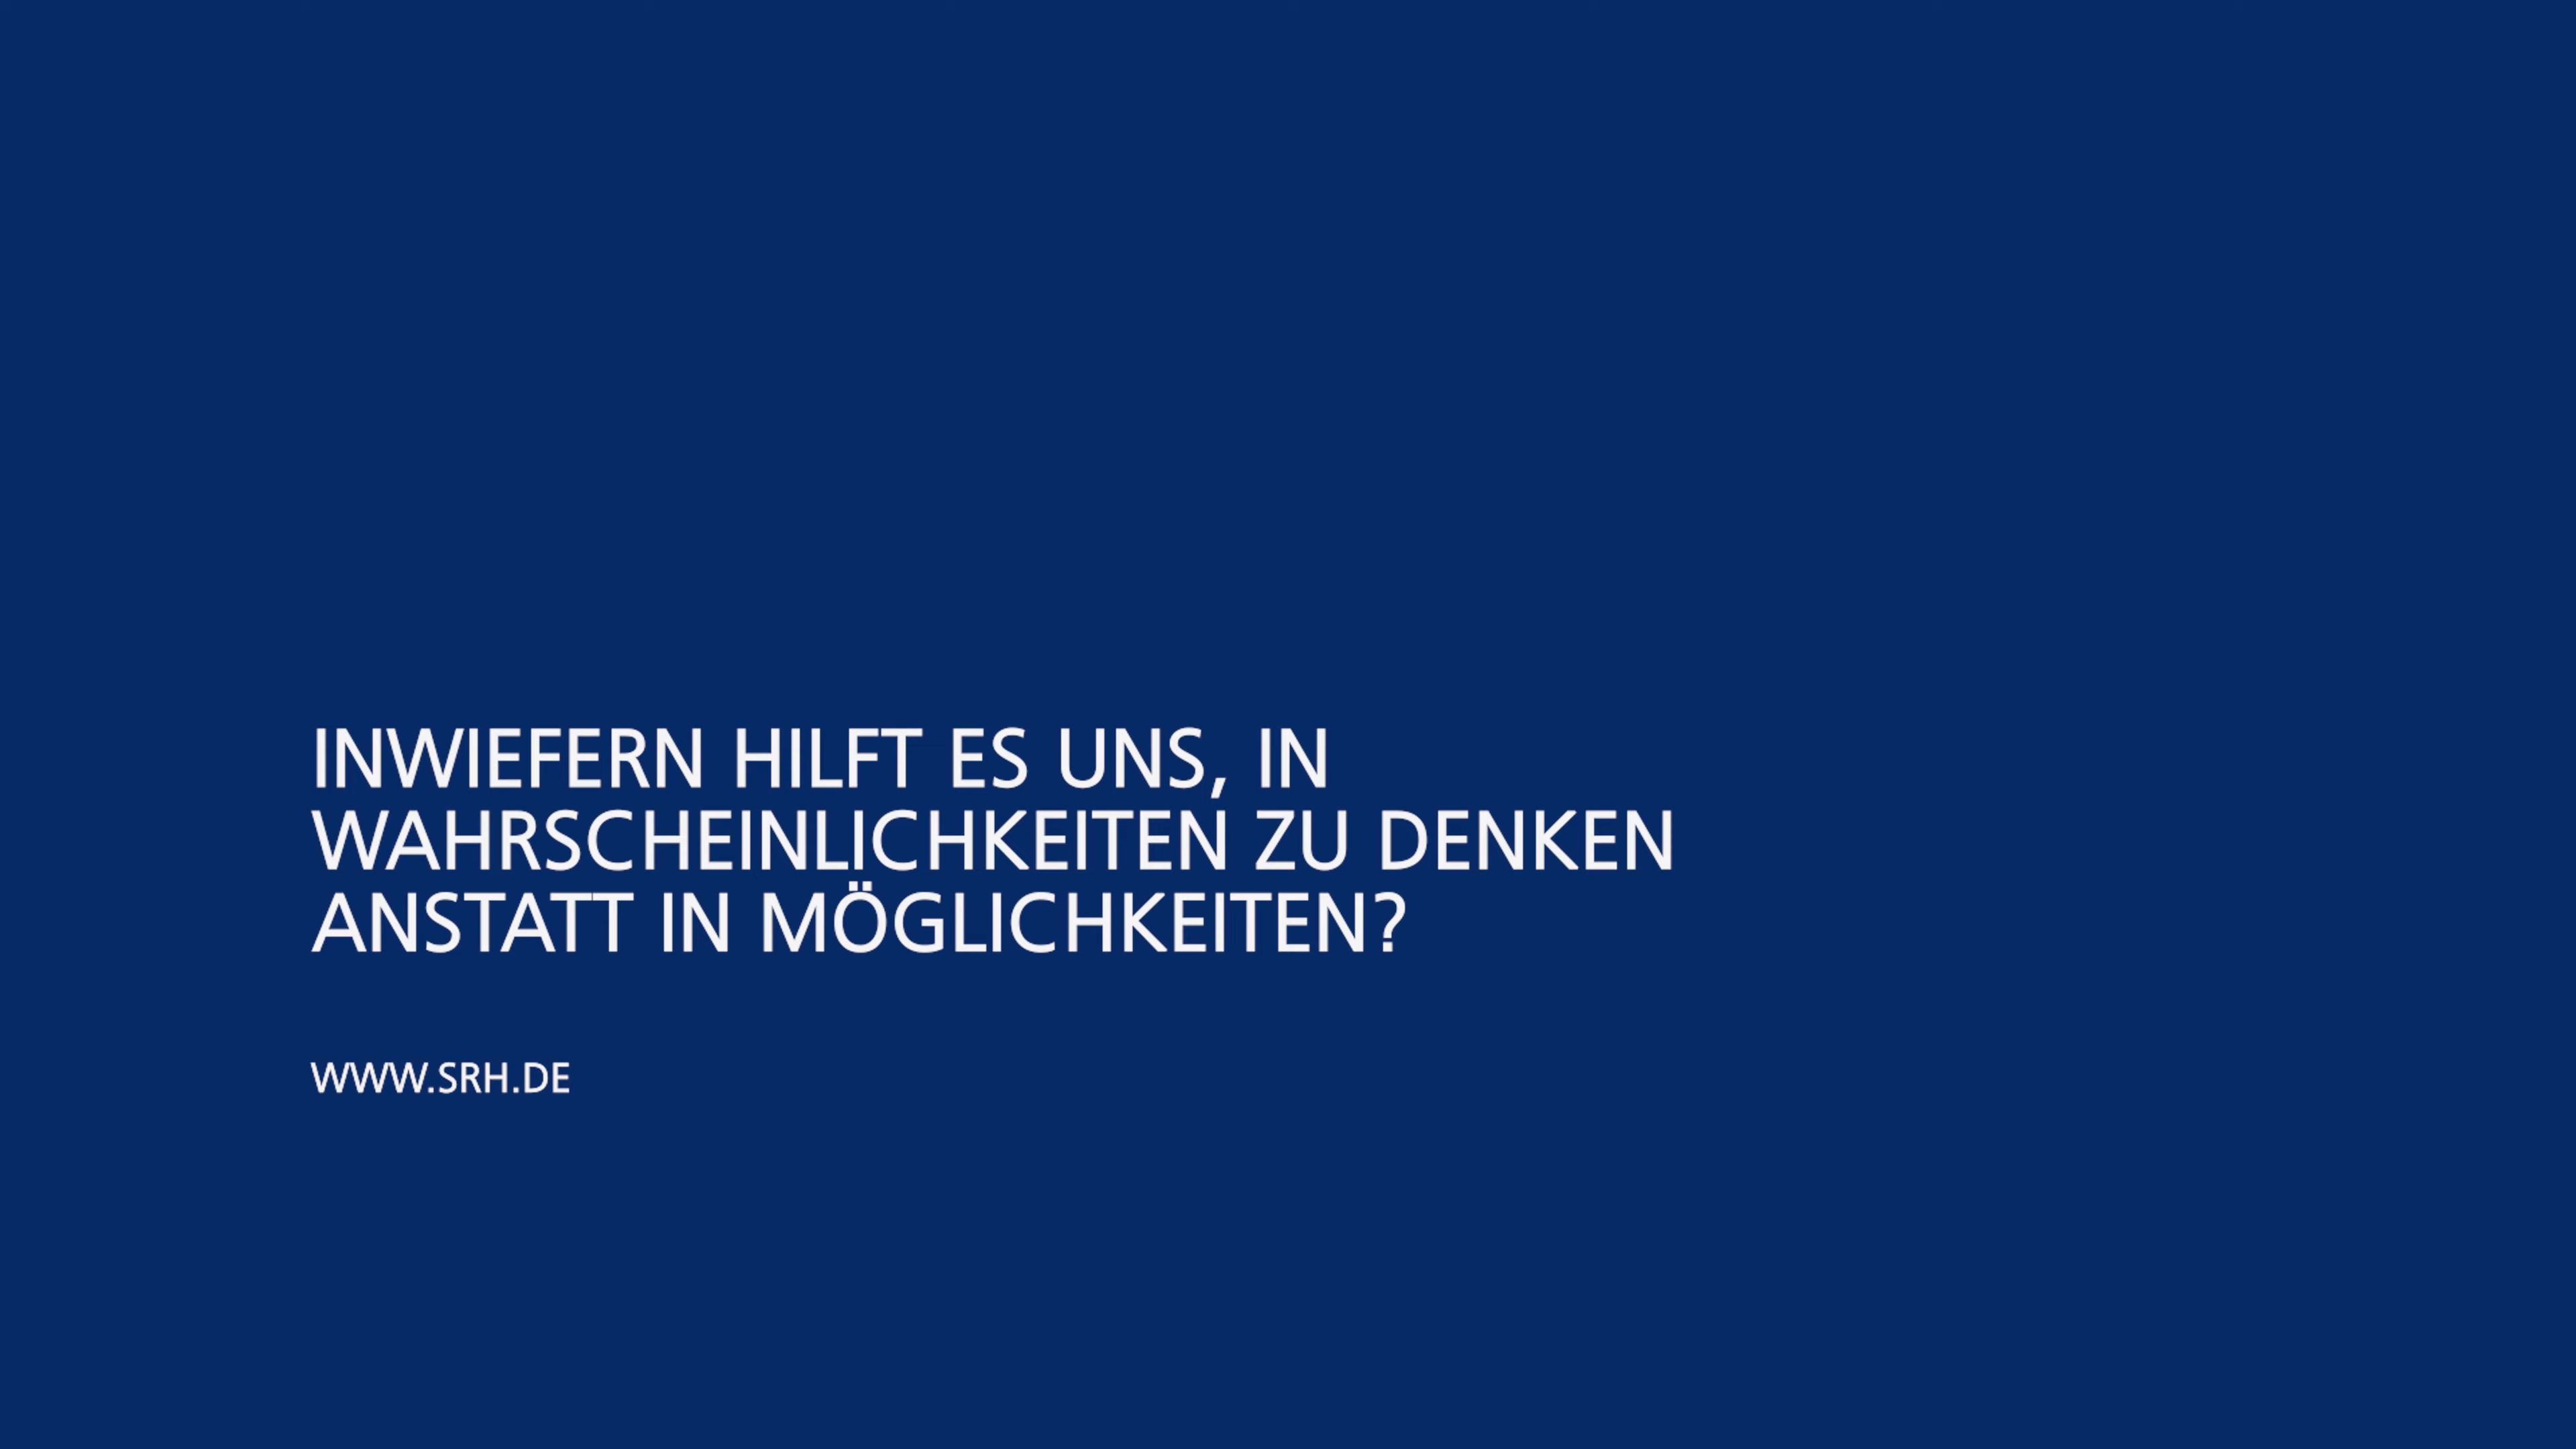 INWIEFERN HILFT ES UNS, IN
WAHRSCHEINLICHKEITEN ZU DENKEN
ANSTATT IN MÖGLICHKEITEN?
WWW.SRH.DE